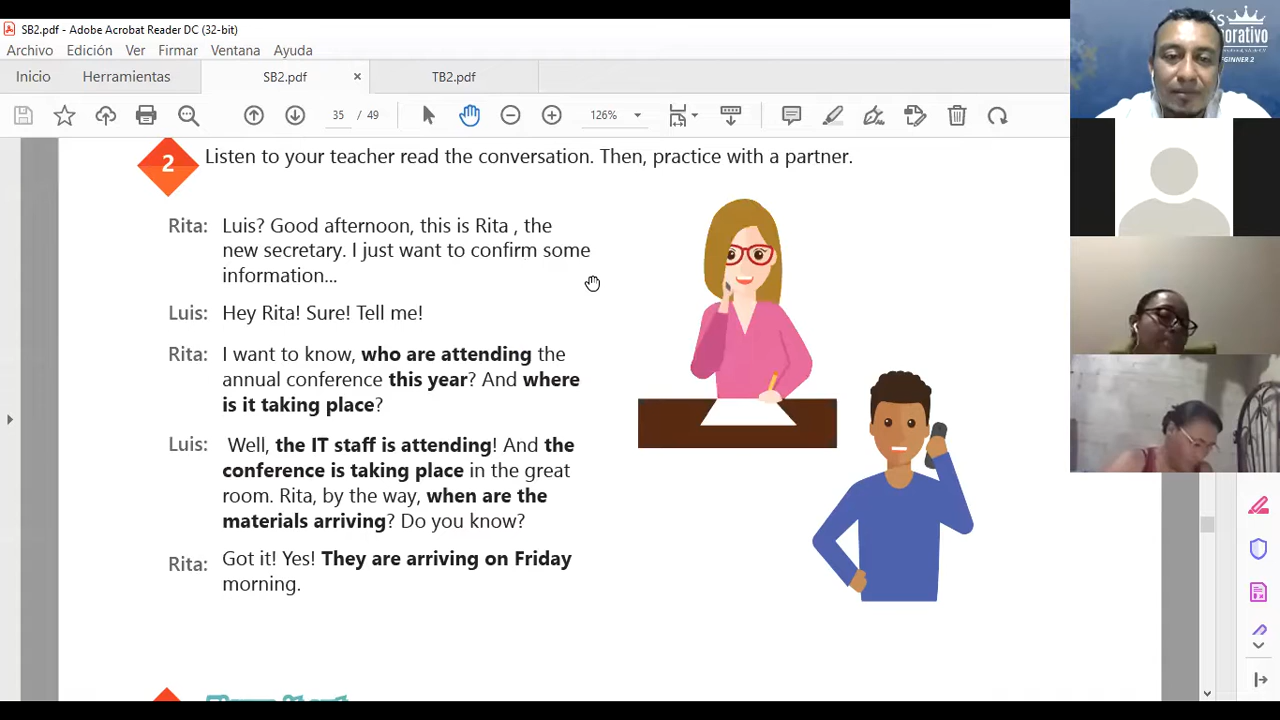 SB2.pdf - Adobe Acrobat Reader DC (32-bit)
Archivo Edición Ver Firmar Ventana Ayuda
Inicio Herramientas SB2.pdf × TB2.pdf
35 / 49 126%
2 Listen to your teacher read the conversation. Then, practice with a partner.
Rita: Luis? Good afternoon, this is Rita , the
new secretary. I just want to confirm some
information...
Luis: Hey Rita! Sure! Tell me!
Rita: I want to know, who are attending the
annual conference this year? And where
is it taking place?
Luis: Well, the IT staff is attending! And the
conference is taking place in the great
room. Rita, by the way, when are the
materials arriving? Do you know?
Rita: Got it! Yes! They are arriving on Friday
morning.